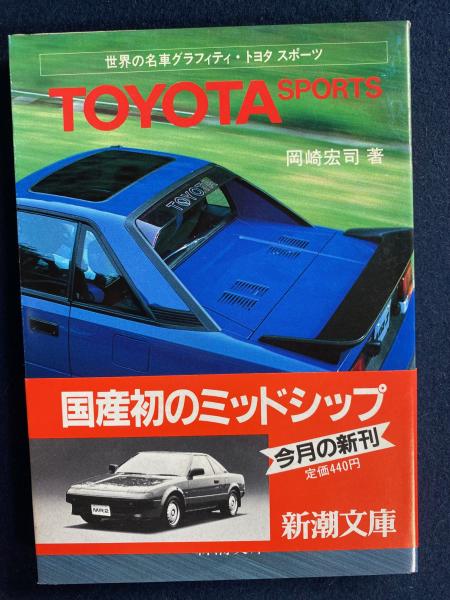 世界の名車グラフィティ・トヨタ スポーツ
TOYOTA SPORTS
岡崎宏司 著
TOYOTA
国産初のミッドシップ
今月の新刊
定価440円
MR2
新潮文庫